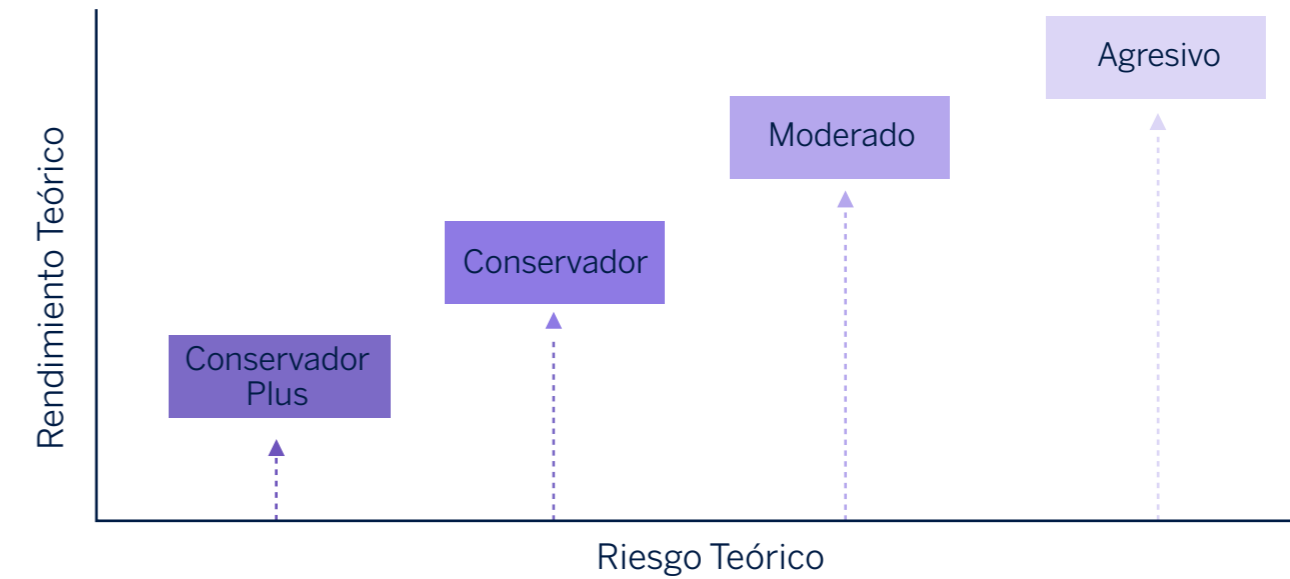 Rendimiento Teórico
Agresivo
Moderado
Conservador
Conservador
Plus
Riesgo Teórico